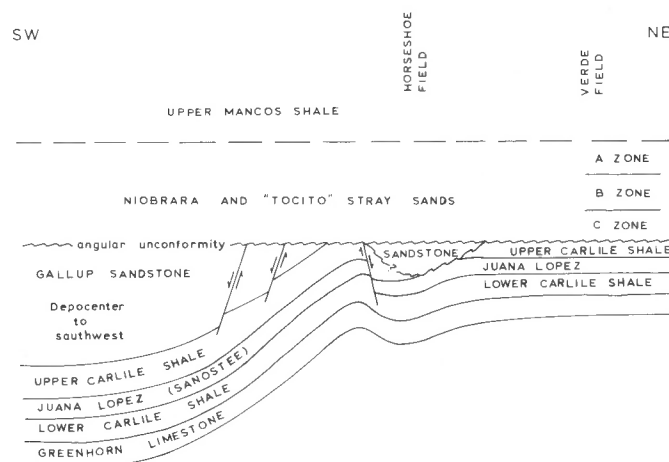 SW
NE
HORSESHOE
FIELD
VERDE
FIELD
UPPER MANCOS SHALE
A ZONE
NIOBRARA AND "TOCITO" STRAY SANDS
B ZONE
C ZONE
angular unconformity
SANDSTONE
UPPER CARLILE SHALE
GALLUP SANDSTONE
JUANA LOPEZ
LOWER CARLILE SHALE
Depocenter
to
southwest
UPPER CARLILE SHALE
JUANA LOPEZ (SANOSTEE)
LOWER CARLILE SHALE
GREENHORN LIMESTONE